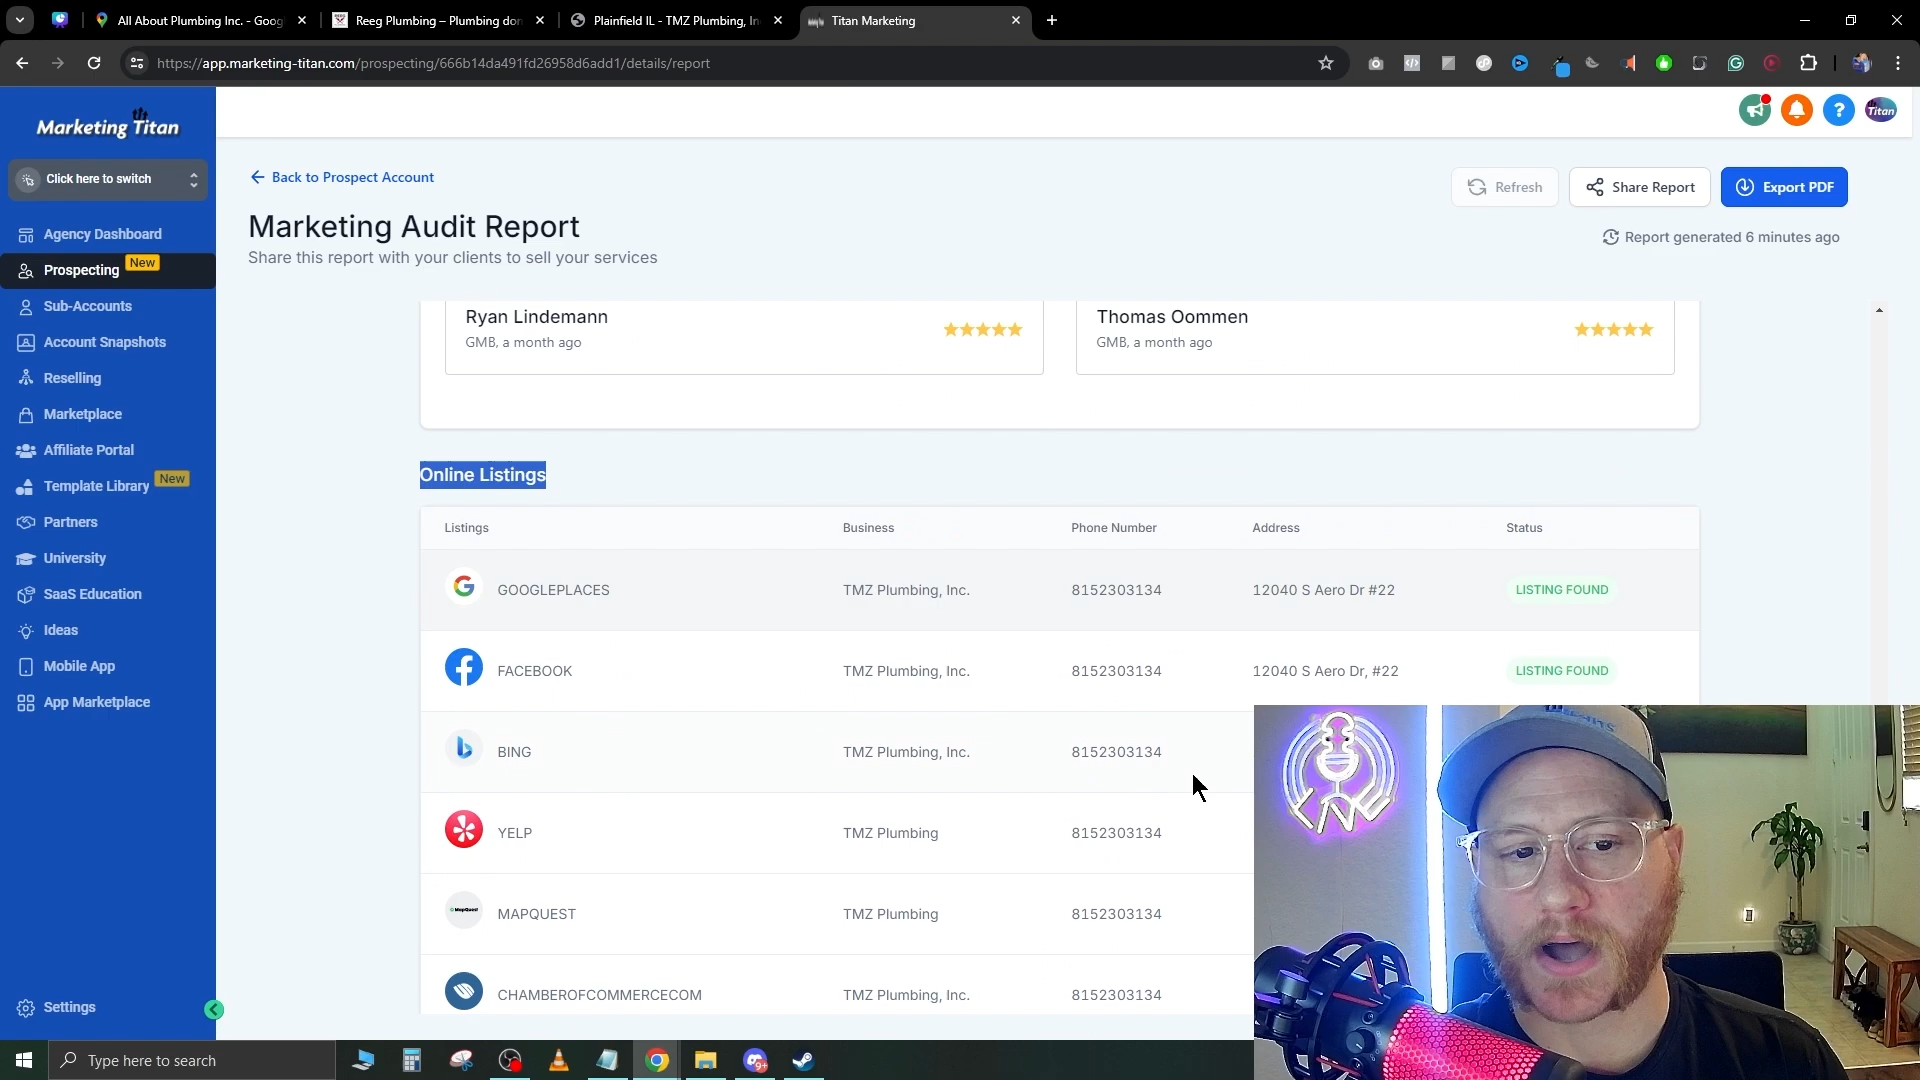 All About Plumbing Inc. - Goog
Reeg Plumbing – Plumbing don
Plainfield IL - TMZ Plumbing, In
Titan Marketing
https://app.marketing-titan.com/prospecting/666b14da491fd26958d6add1/details/report
Marketing Titan
Titan
Click here to switch
Back to Prospect Account
Refresh
Share Report
Export PDF
Marketing Audit Report
Report generated 6 minutes ago
Share this report with your clients to sell your services
Agency Dashboard
Prospecting New
Sub-Accounts
Account Snapshots
Reselling
Marketplace
Affiliate Portal
Template Library New
Partners
University
SaaS Education
Ideas
Mobile App
App Marketplace
Settings
Ryan Lindemann
GMB, a month ago
Thomas Oommen
GMB, a month ago
Online Listings
Listings Business Phone Number Address Status
GOOGLEPLACES TMZ Plumbing, Inc. 8152303134 12040 S Aero Dr #22 LISTING FOUND
FACEBOOK TMZ Plumbing, Inc. 8152303134 12040 S Aero Dr, #22 LISTING FOUND
BING TMZ Plumbing, Inc. 8152303134
YELP TMZ Plumbing 8152303134
MAPQUEST TMZ Plumbing 8152303134
CHAMBEROFCOMMERCECOM TMZ Plumbing, Inc. 8152303134
Type here to search